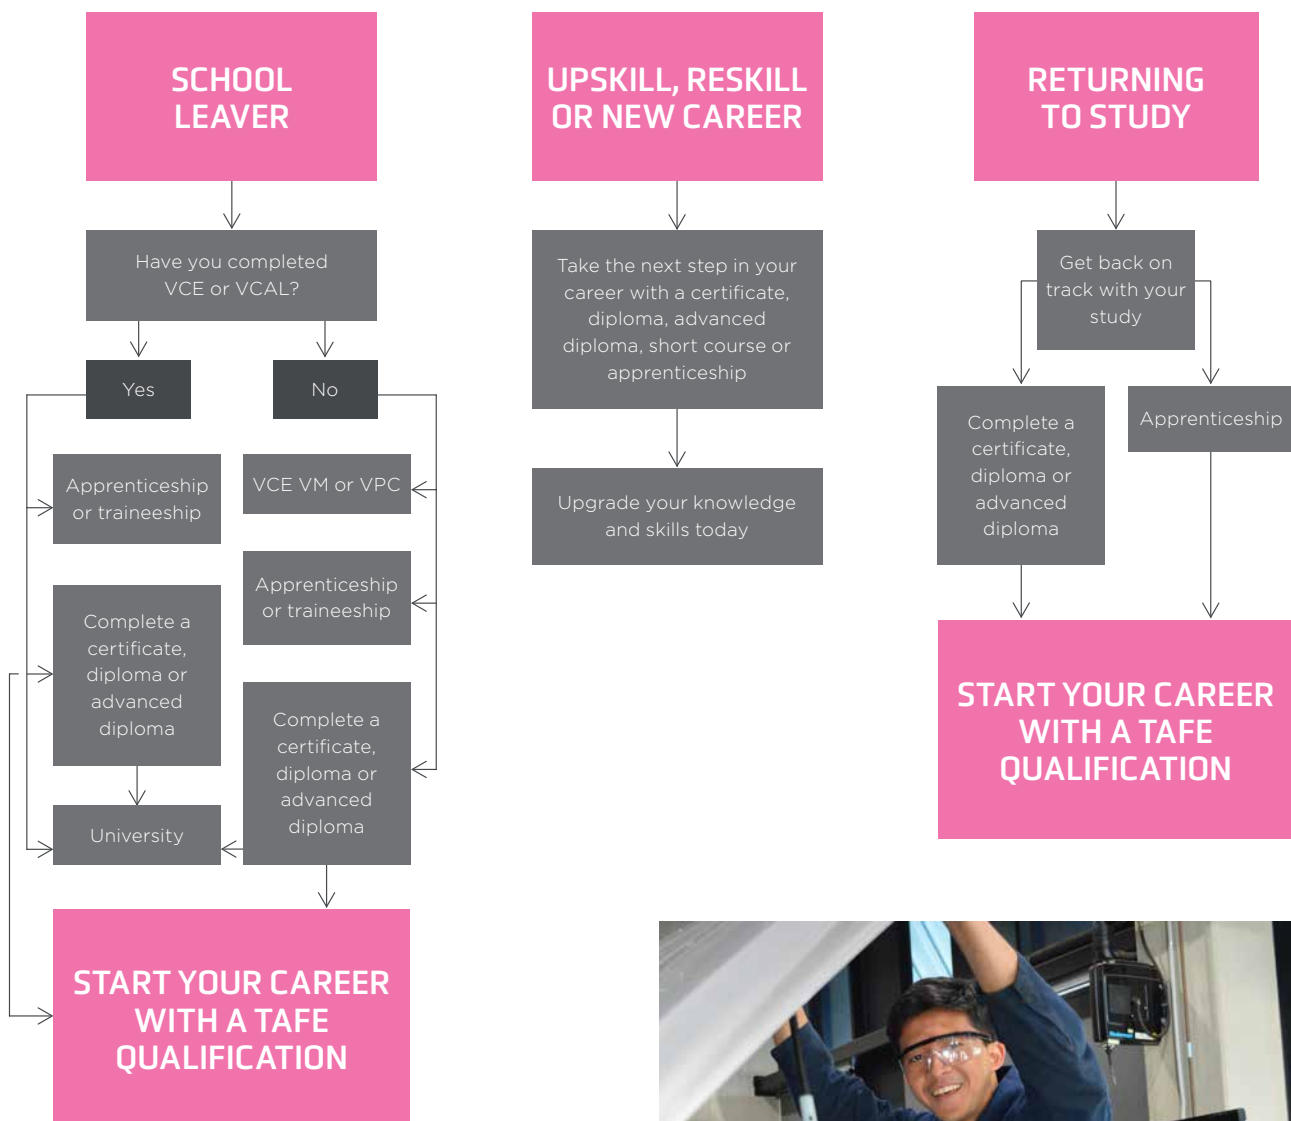 SCHOOL
LEAVER
Have you completed
VCE or VCAL?
Yes
No
Apprenticeship
or traineeship
VCE VM or VPC
Apprenticeship
or traineeship
Complete a
certificate,
diploma or
advanced
diploma
Complete a
certificate,
diploma or
advanced
diploma
University
START YOUR CAREER
WITH A TAFE
QUALIFICATION
UPSKILL, RESKILL
OR NEW CAREER
Take the next step in your
career with a certificate,
diploma, advanced
diploma, short course or
apprenticeship
Upgrade your knowledge
and skills today
RETURNING
TO STUDY
Get back on
track with your
study
Complete a
certificate,
diploma or
advanced
diploma
Apprenticeship
START YOUR CAREER
WITH A TAFE
QUALIFICATION